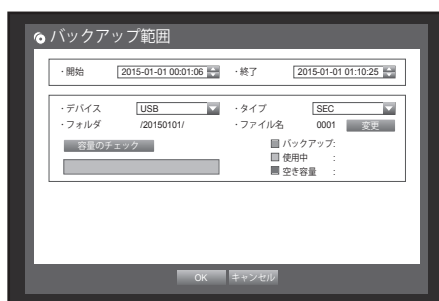 バックアップ範囲
・開始 2015-01-01 00:01:06 ・終了 2015-01-01 01:10:25
・デバイス USB ・タイプ SEC
・フォルダ /20150101/ ・ファイル名 0001 変更
容量のチェック バックアップ:
使用中 :
空き容量 :
OK キャンセル